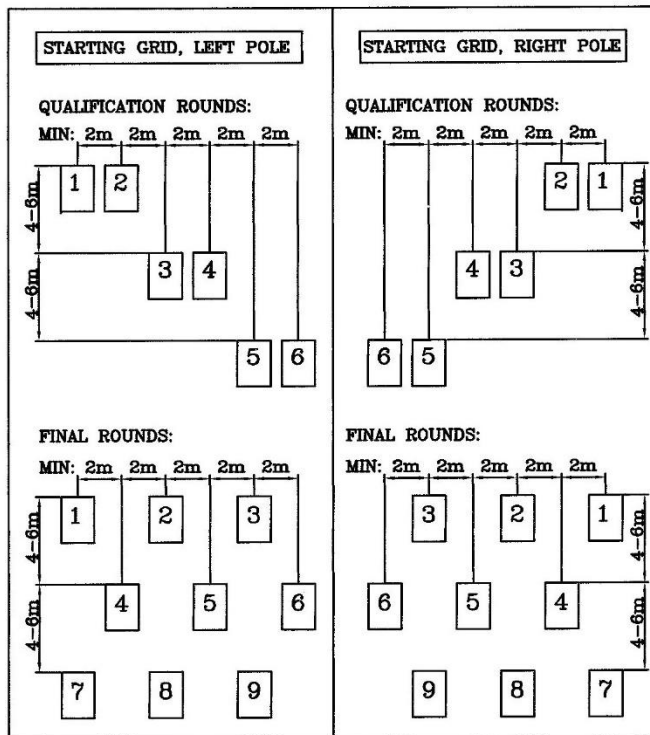 STARTING GRID, LEFT POLE
QUALIFICATION ROUNDS:
MIN: 2m 2m 2m 2m 2m
1 2
4-6m
3 4
4-6m
5 6
FINAL ROUNDS:
MIN: 2m 2m 2m 2m 2m
1 2 3
4-6m
4 5 6
4-6m
7 8 9
STARTING GRID, RIGHT POLE
QUALIFICATION ROUNDS:
MIN: 2m 2m 2m 2m 2m
2 1
4-6m
4 3
4-6m
6 5
FINAL ROUNDS:
MIN: 2m 2m 2m 2m 2m
3 2 1
4-6m
6 5 4
4-6m
9 8 7